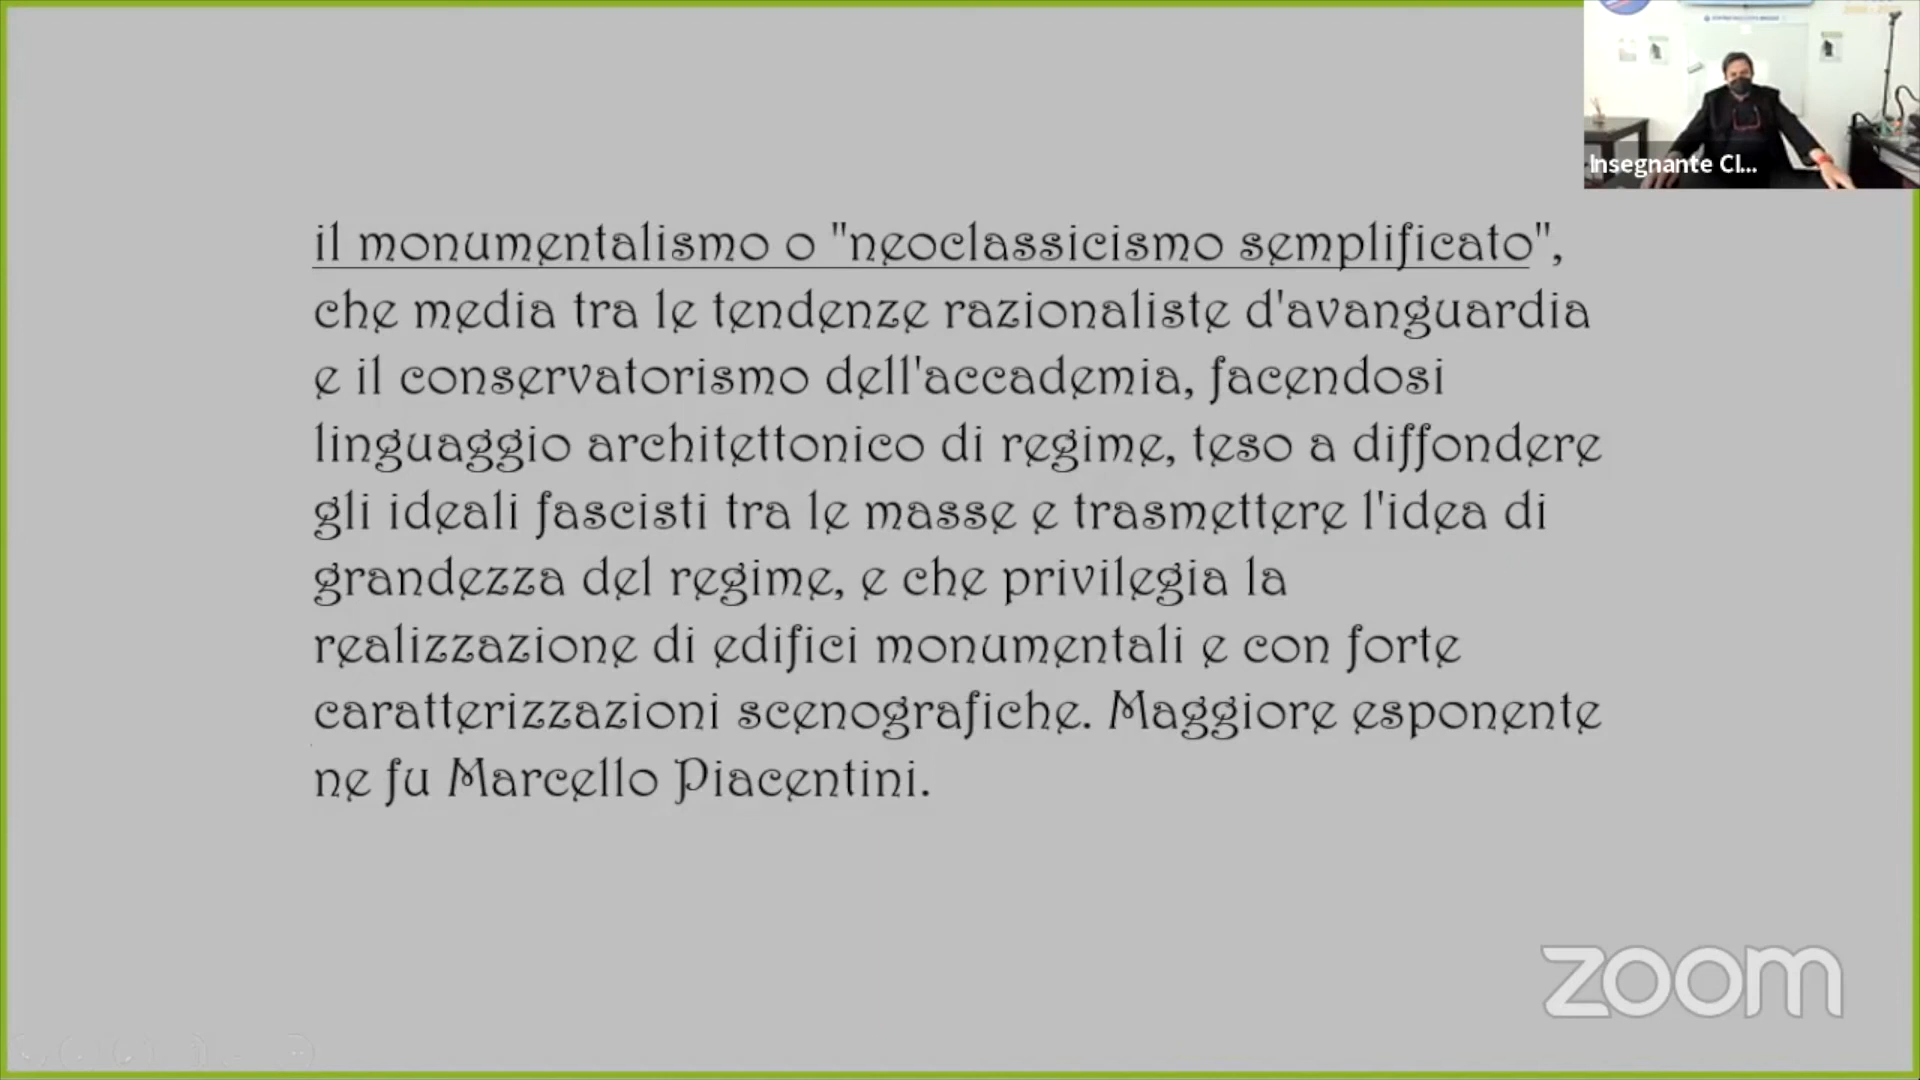 il monumentalismo o "neoclassicismo semplificato",
che media tra le tendenze razionaliste d'avanguardia
e il conservatorismo dell'accademia, facendosi
linguaggio architettonico di regime, teso a diffondere
gli ideali fascisti tra le masse e trasmettere l'idea di
grandezza del regime, e che privilegia la
realizzazione di edifici monumentali e con forte
caratterizzazioni scenografiche. Maggiore esponente
ne fu Marcello Piacentini.
Insegnante Cl...
zoom